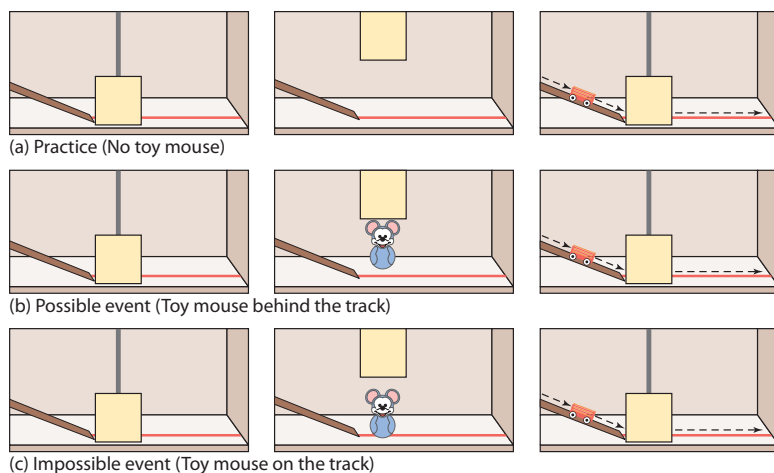 (a) Practice (No toy mouse)
(b) Possible event (Toy mouse behind the track)
(c) Impossible event (Toy mouse on the track)